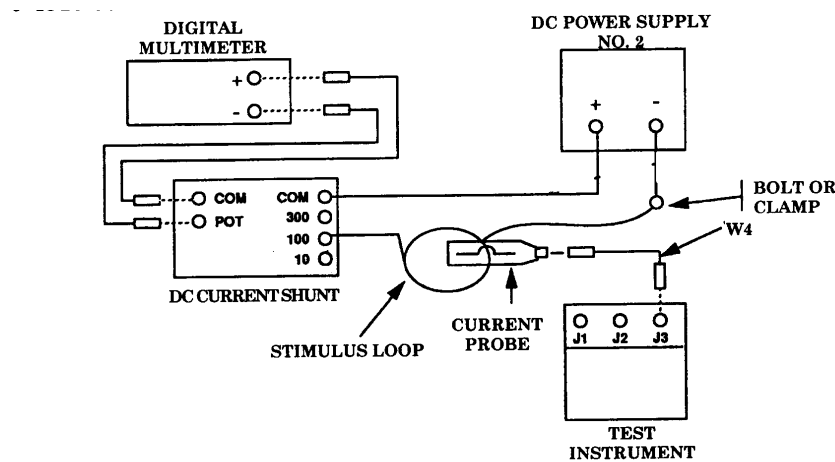 DIGITAL
MULTIMETER
DC POWER SUPPLY
NO. 2
+
-
+
-
BOLT OR
CLAMP
W4
COM
POT
COM
300
100
10
DC CURRENT SHUNT
STIMULUS LOOP
CURRENT
PROBE
J1
J2
J3
TEST
INSTRUMENT